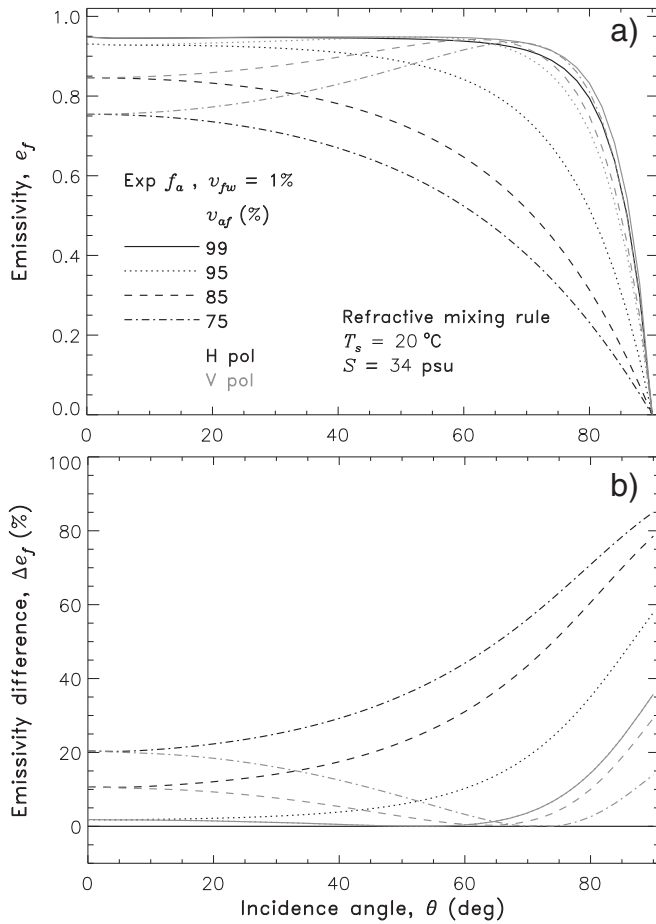 a)
1.0
0.8
0.6
0.4
0.2
0.0
Emissivity, e_f
Exp f_a , v_fw = 1%
v_af (%)
99
95
85
75
H pol
V pol
Refractive mixing rule
T_s = 20 °C
S = 34 psu
0 20 40 60 80
b)
100
80
60
40
20
0
Emissivity difference, Δe_f (%)
0 20 40 60 80
Incidence angle, θ (deg)